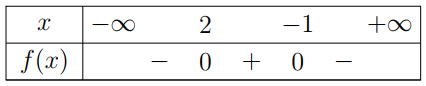 x −∞ 2 −1 +∞
f(x) − 0 + 0 −